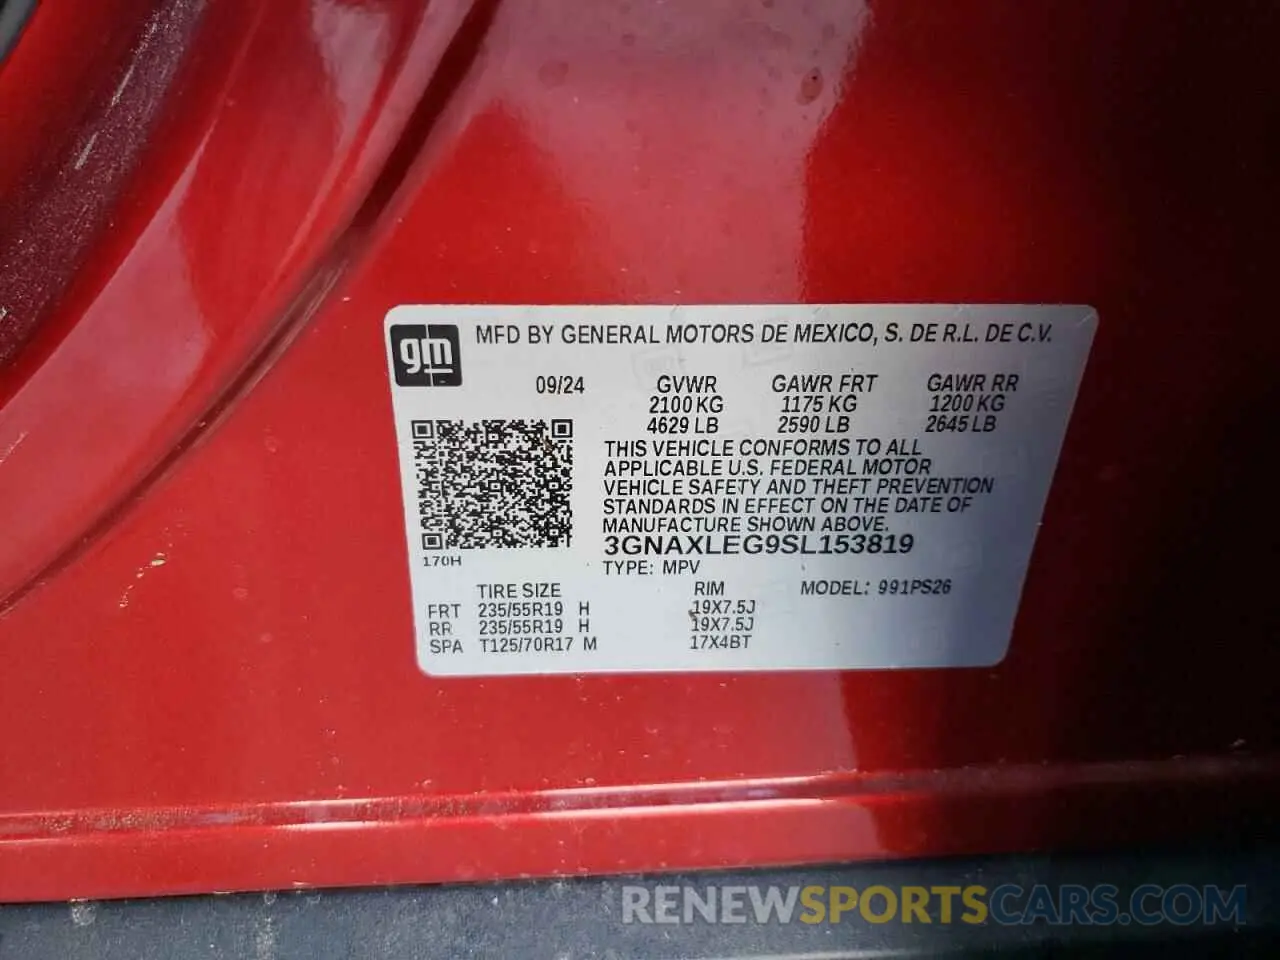 gm
MFD BY GENERAL MOTORS DE MEXICO, S. DE R.L. DE C.V.
09/24 GVWR GAWR FRT GAWR RR
2100 KG 1175 KG 1200 KG
4629 LB 2590 LB 2645 LB
THIS VEHICLE CONFORMS TO ALL
APPLICABLE U.S. FEDERAL MOTOR
VEHICLE SAFETY AND THEFT PREVENTION
STANDARDS IN EFFECT ON THE DATE OF
MANUFACTURE SHOWN ABOVE.
3GNAXLEG9SL153819
170H
TYPE: MPV
TIRE SIZE RIM MODEL: 991PS26
FRT 235/55R19 H 19X7.5J
RR 235/55R19 H 19X7.5J
SPA T125/70R17 M 17X4BT
RENEWSPORTSCARS.COM